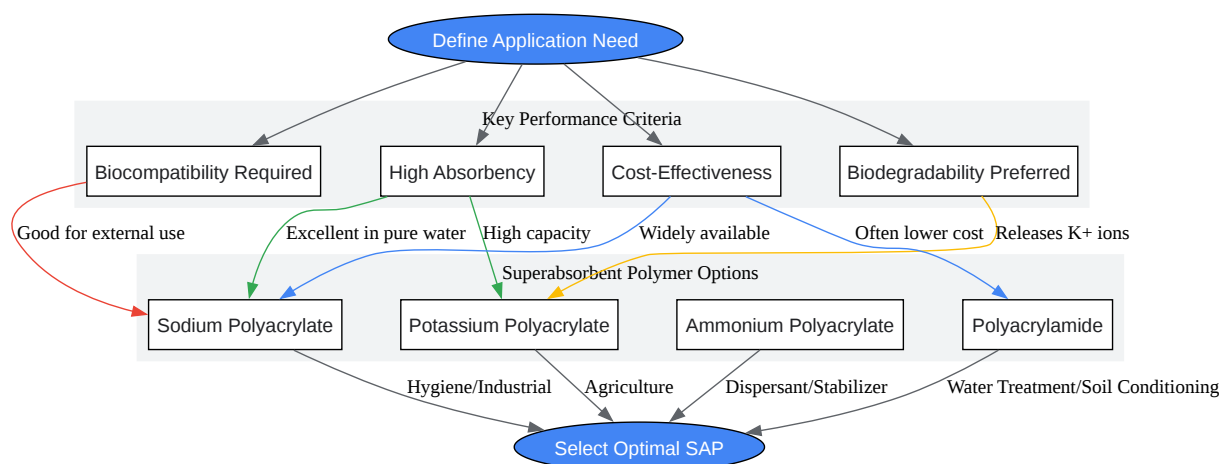 Define Application Need
Key Performance Criteria
Biocompatibility Required
High Absorbency
Cost-Effectiveness
Biodegradability Preferred
Good for external use
Excellent in pure water
High capacity
Widely available
Often lower cost
Releases K+ ions
Superabsorbent Polymer Options
Sodium Polyacrylate
Potassium Polyacrylate
Ammonium Polyacrylate
Polyacrylamide
Hygiene/Industrial
Agriculture
Dispersant/Stabilizer
Water Treatment/Soil Conditioning
Select Optimal SAP